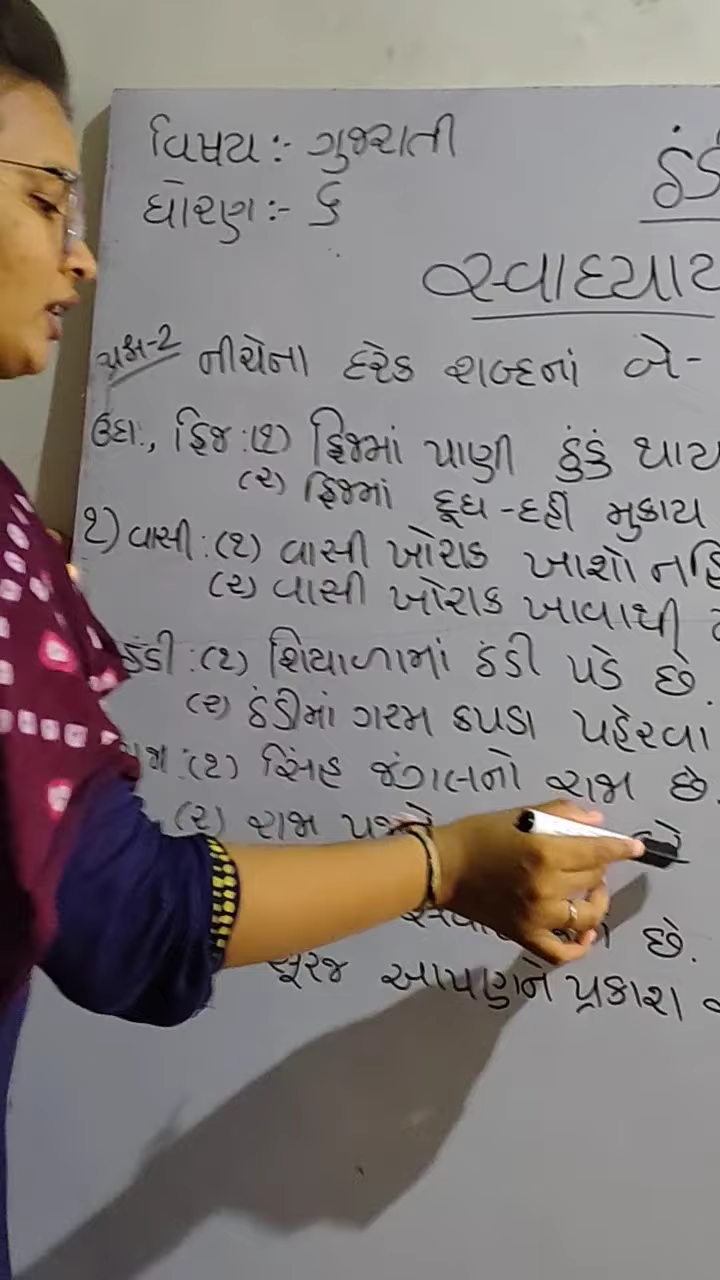 વિષય :- ગુજરાતી
ધોરણ :- ૬
ઠંડી
સ્વાધ્યાય
પ્રશ્ન-2 નીચેના દરેક શબ્દનાં બે-
ઉદા., ફ્રિજ : (૧) ફ્રિજમાં પાણી ઠંડું થાય
(૨) ફ્રિજમાં દૂધ-દહીં મુકાય
૧) વાસી : (૧) વાસી ખોરાક ખાશો નહિ
(૨) વાસી ખોરાક ખાવાથી
ઠંડી : (૧) શિયાળામાં ઠંડી પડે છે.
(૨) ઠંડીમાં ગરમ કપડા પહેરવા
(૧) સિંહ જંગલનો રાજા છે.
(૨) રાજા
છે.
સૂરજ આપણને પ્રકાશ